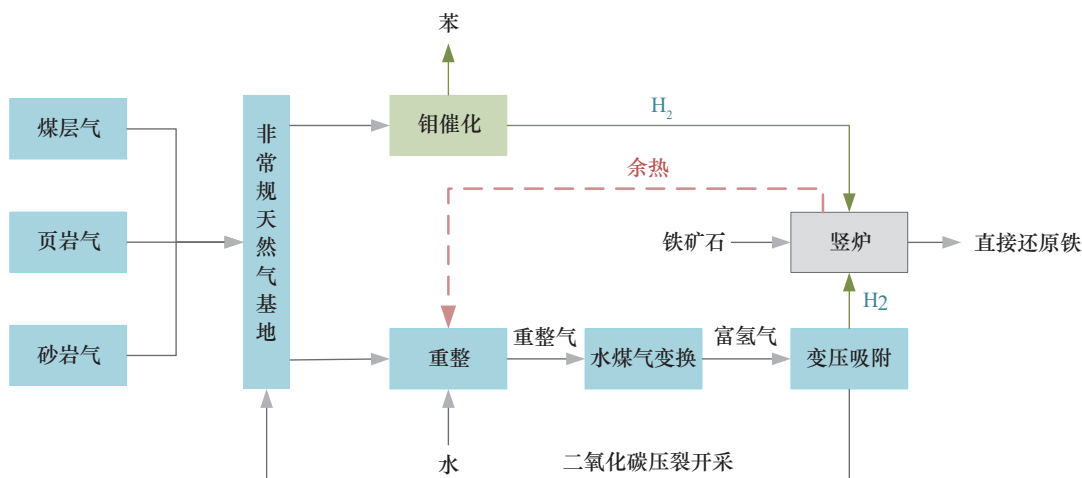 苯
H₂
煤层气
钼催化
非常规天然气基地
余热
页岩气
铁矿石
竖炉
直接还原铁
H2
重整气
富氢气
砂岩气
重整
水煤气变换
变压吸附
水
二氧化碳压裂开采